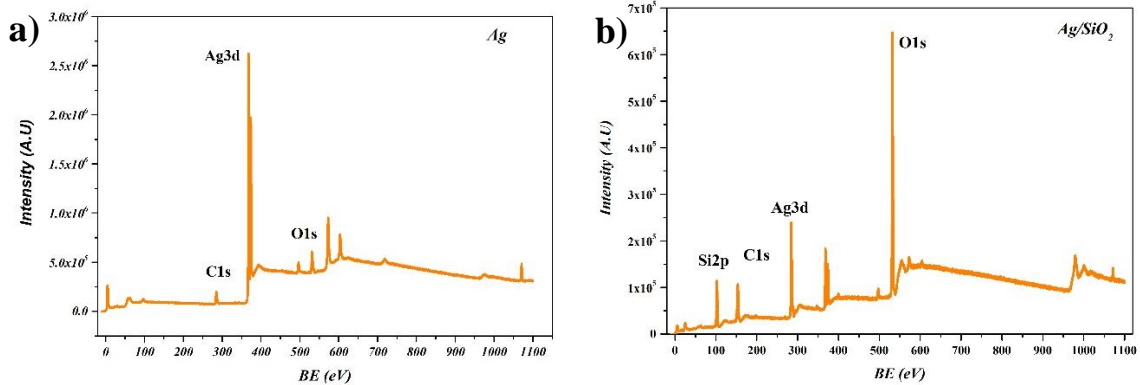 a)
Ag
3.0x10⁶
2.5x10⁶
2.0x10⁶
1.5x10⁶
1.0x10⁶
5.0x10⁵
0.0
Intensity (A.U)
Ag3d
C1s
O1s
0 100 200 300 400 500 600 700 800 900 1000 1100
BE (eV)
b)
Ag/SiO₂
7x10⁵
6x10⁵
5x10⁵
4x10⁵
3x10⁵
2x10⁵
1x10⁵
0
Intensity (A.U)
O1s
Ag3d
Si2p
C1s
0 100 200 300 400 500 600 700 800 900 1000 1100
BE (eV)